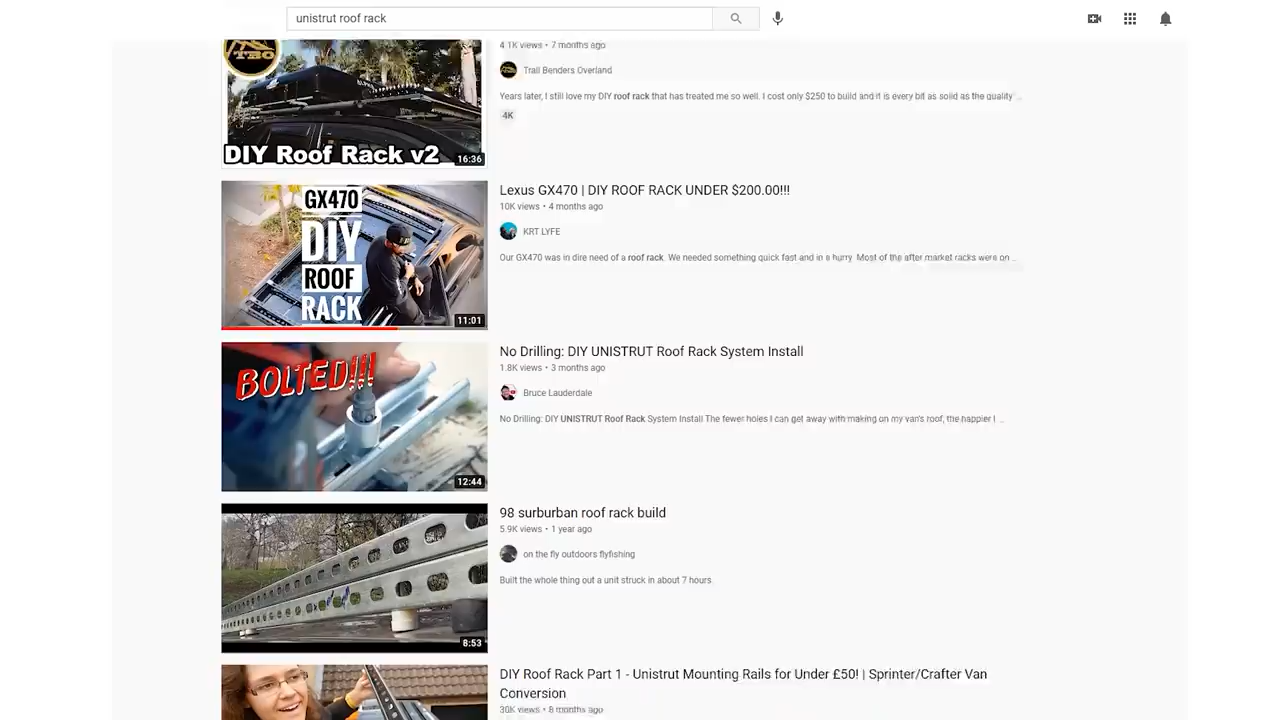 unistrut roof rack
TBO
DIY Roof Rack v2
16:36
4.1K views • 7 months ago
Trail Benders Overland
Years later, I still love my DIY roof rack that has treated me so well. I cost only $250 to build and it is every bit as solid as the quality ...
4K
GX470
DIY
ROOF
RACK
11:01
Lexus GX470 | DIY ROOF RACK UNDER $200.00!!!
10K views • 4 months ago
KRT LYFE
Our GX470 was in dire need of a roof rack. We needed something quick fast and in a hurry. Most of the after market racks were on ...
BOLTED!!!
12:44
No Drilling: DIY UNISTRUT Roof Rack System Install
1.8K views • 3 months ago
Bruce Lauderdale
No Drilling: DIY UNISTRUT Roof Rack System Install The fewer holes I can get away with making on my van's roof, the happier I ...
8:53
98 surburban roof rack build
5.9K views • 1 year ago
on the fly outdoors flyfishing
Built the whole thing out a unit struck in about 7 hours.
DIY Roof Rack Part 1 - Unistrut Mounting Rails for Under £50! | Sprinter/Crafter Van
Conversion
30K views • 8 months ago